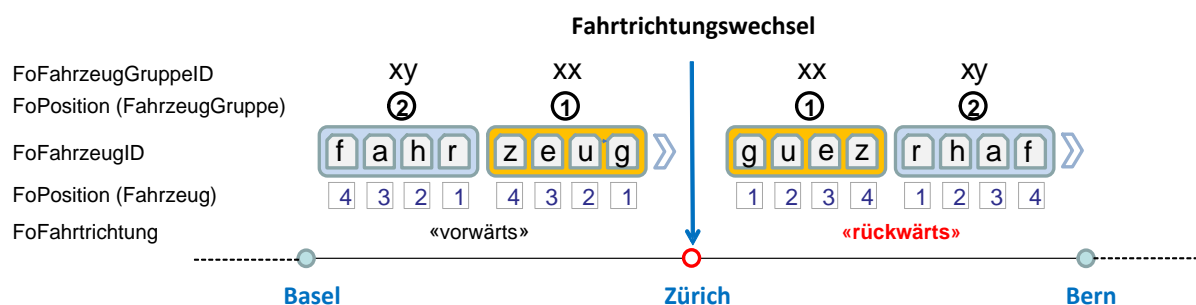 Fahrtrichtungswechsel
FoFahrzeugGruppeID xy xx xx xy
FoPosition (FahrzeugGruppe) 2 1 1 2
FoFahrzeugID f a h r z e u g g u e z r h a f
FoPosition (Fahrzeug) 4 3 2 1 4 3 2 1 1 2 3 4 1 2 3 4
FoFahrtrichtung «vorwärts» «rückwärts»
Basel Zürich Bern